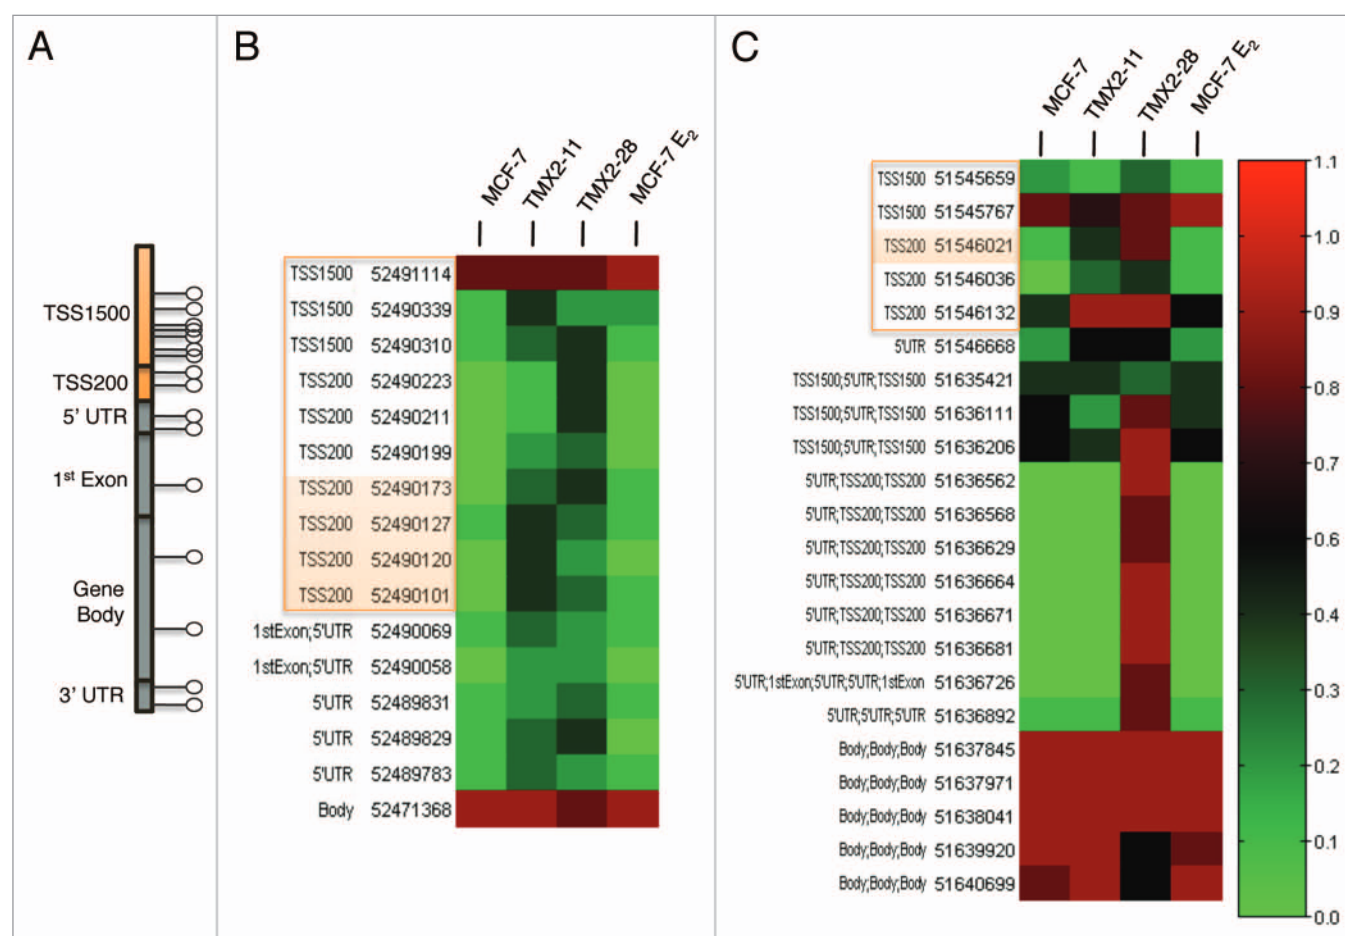 A
TSS1500
TSS200
5' UTR
1st Exon
Gene
Body
3' UTR
B
MCF-7
TMX2-11
TMX2-28
MCF-7 E2
TSS1500 52491114
TSS1500 52490339
TSS1500 52490310
TSS200 52490223
TSS200 52490211
TSS200 52490199
TSS200 52490173
TSS200 52490127
TSS200 52490120
TSS200 52490101
1stExon;5'UTR 52490069
1stExon;5'UTR 52490058
5'UTR 52489831
5'UTR 52489829
5'UTR 52489783
Body 52471368
C
MCF-7
TMX2-11
TMX2-28
MCF-7 E2
TSS1500 51545659
TSS1500 51545767
TSS200 51546021
TSS200 51546036
TSS200 51546132
5'UTR 51546668
TSS1500;5'UTR;TSS1500 51635421
TSS1500;5'UTR;TSS1500 51636111
TSS1500;5'UTR;TSS1500 51636206
5'UTR;TSS200;TSS200 51636562
5'UTR;TSS200;TSS200 51636568
5'UTR;TSS200;TSS200 51636629
5'UTR;TSS200;TSS200 51636664
5'UTR;TSS200;TSS200 51636671
5'UTR;TSS200;TSS200 51636681
5'UTR;1stExon;5'UTR;5'UTR;1stExon 51636726
5'UTR;5'UTR;5'UTR 51636892
Body;Body;Body 51637845
Body;Body;Body 51637971
Body;Body;Body 51638041
Body;Body;Body 51639920
Body;Body;Body 51640699
1.1
1.0
0.9
0.8
0.7
0.6
0.4
0.3
0.2
0.1
0.0